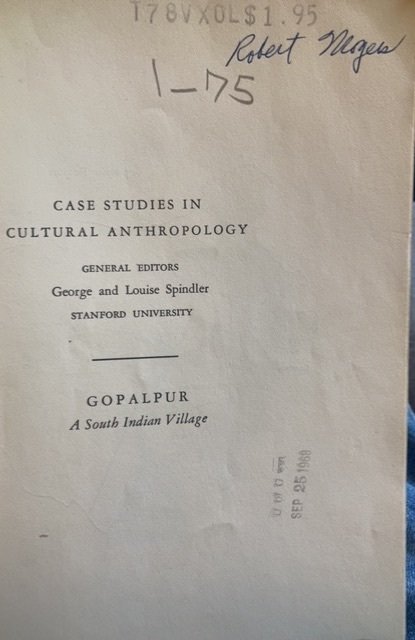 T78VXOL$1.95
Robert Mogers
1-75
CASE STUDIES IN
CULTURAL ANTHROPOLOGY
GENERAL EDITORS
George and Louise Spindler
STANFORD UNIVERSITY
GOPALPUR
A South Indian Village
SEP 25 1968